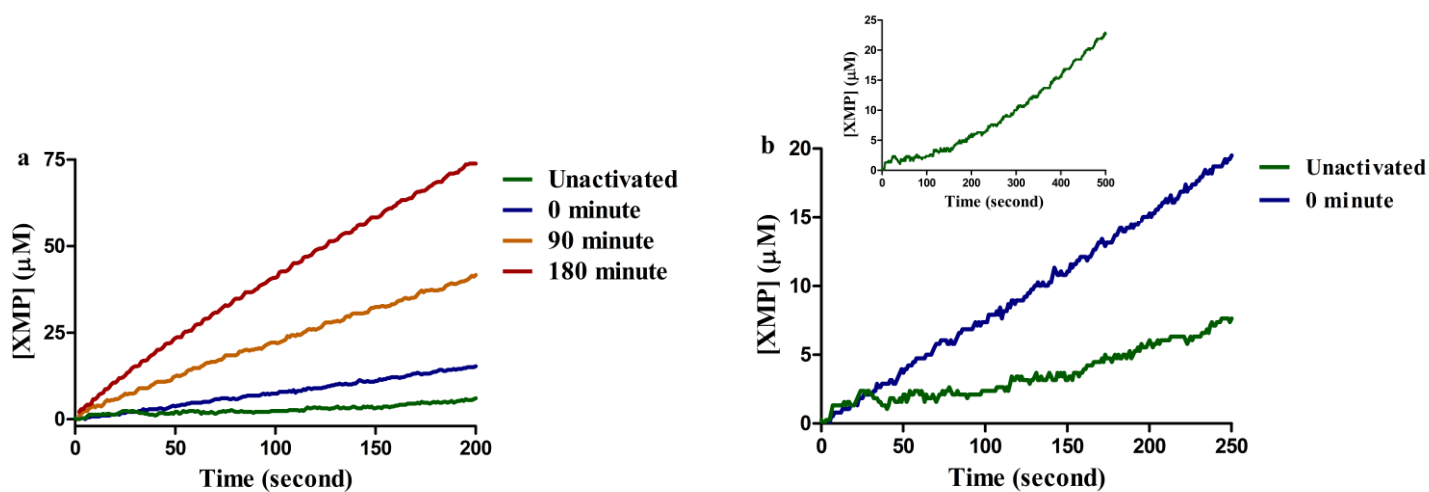 a
75
50
25
0
[XMP] (μM)
0 50 100 150 200
Time (second)
Unactivated
0 minute
90 minute
180 minute
25
20
15
10
5
0
[XMP] (μM)
0 100 200 300 400 500
Time (second)
b
20
15
10
5
0
[XMP] (μM)
0 50 100 150 200 250
Time (second)
Unactivated
0 minute